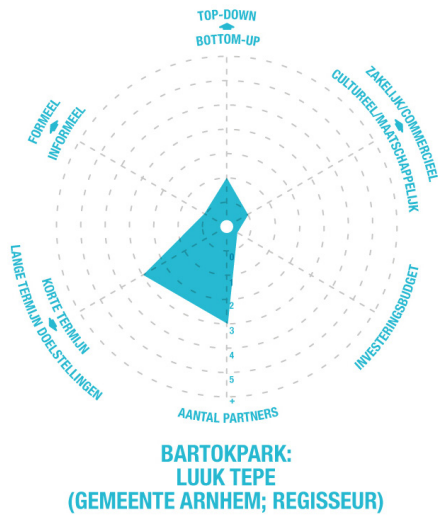 TOP-DOWN
BOTTOM-UP
ZAKELIJK/COMMERCIEEL
CULTUREEL/MAATSCHAPPELIJK
FORMEEL
INFORMEEL
LANGE TERMIJN DOELSTELLINGEN
KORTE TERMIJN
INVESTERINGSBUDGET
0
1
2
3
4
5
+
AANTAL PARTNERS
BARTOKPARK:
LUUK TEPE
(GEMEENTE ARNHEM; REGISSEUR)